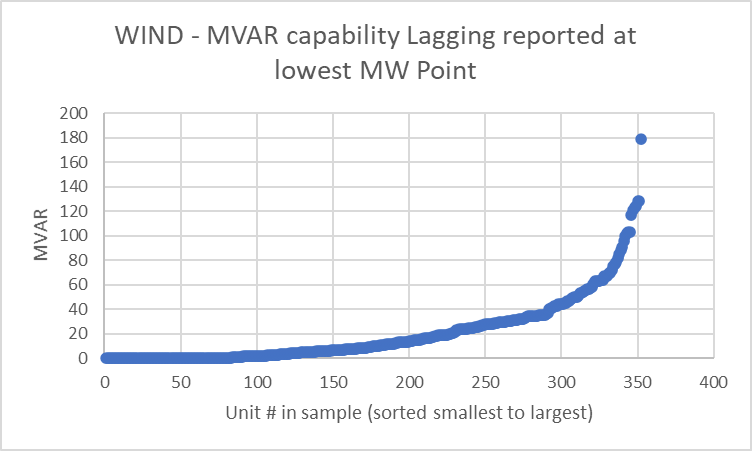 WIND - MVAR capability Lagging reported at
lowest MW Point
200
180
160
140
120
100
80
60
40
20
0
MVAR
0 50 100 150 200 250 300 350 400
Unit # in sample (sorted smallest to largest)